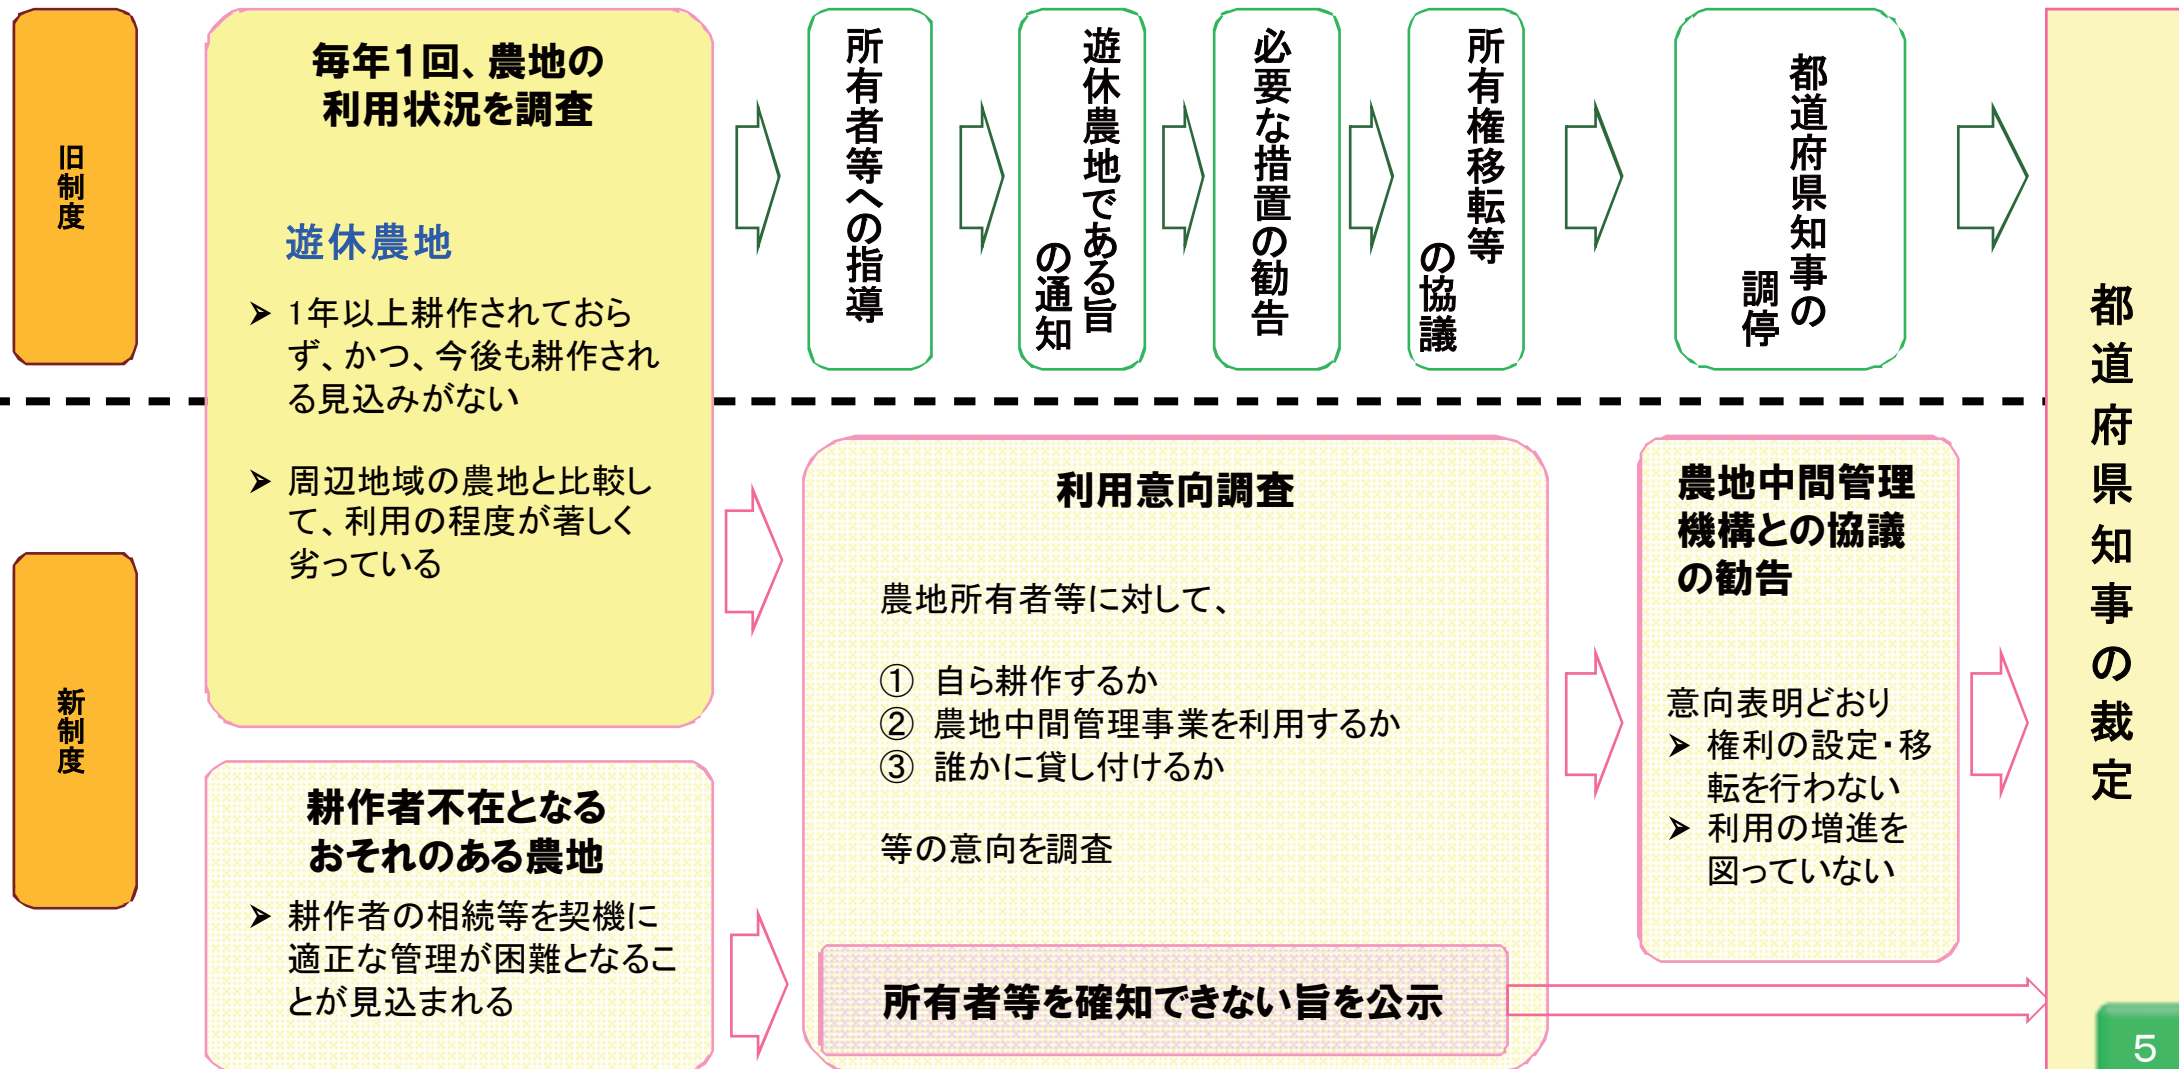 旧制度
毎年1回、農地の
利用状況を調査
遊休農地
➤ 1年以上耕作されておら
ず、かつ、今後も耕作され
る見込みがない
➤ 周辺地域の農地と比較し
て、利用の程度が著しく
劣っている
所有者等への指導
遊休農地である旨
の通知
必要な措置の勧告
所有権移転等
の協議
都道府県知事の
調停
都道府県知事の裁定
新制度
耕作者不在となる
おそれのある農地
➤ 耕作者の相続等を契機に
適正な管理が困難となるこ
とが見込まれる
利用意向調査
農地所有者等に対して、
① 自ら耕作するか
② 農地中間管理事業を利用するか
③ 誰かに貸し付けるか
等の意向を調査
所有者等を確知できない旨を公示
農地中間管理
機構との協議
の勧告
意向表明どおり
➤ 権利の設定・移
転を行わない
➤ 利用の増進を
図っていない
5